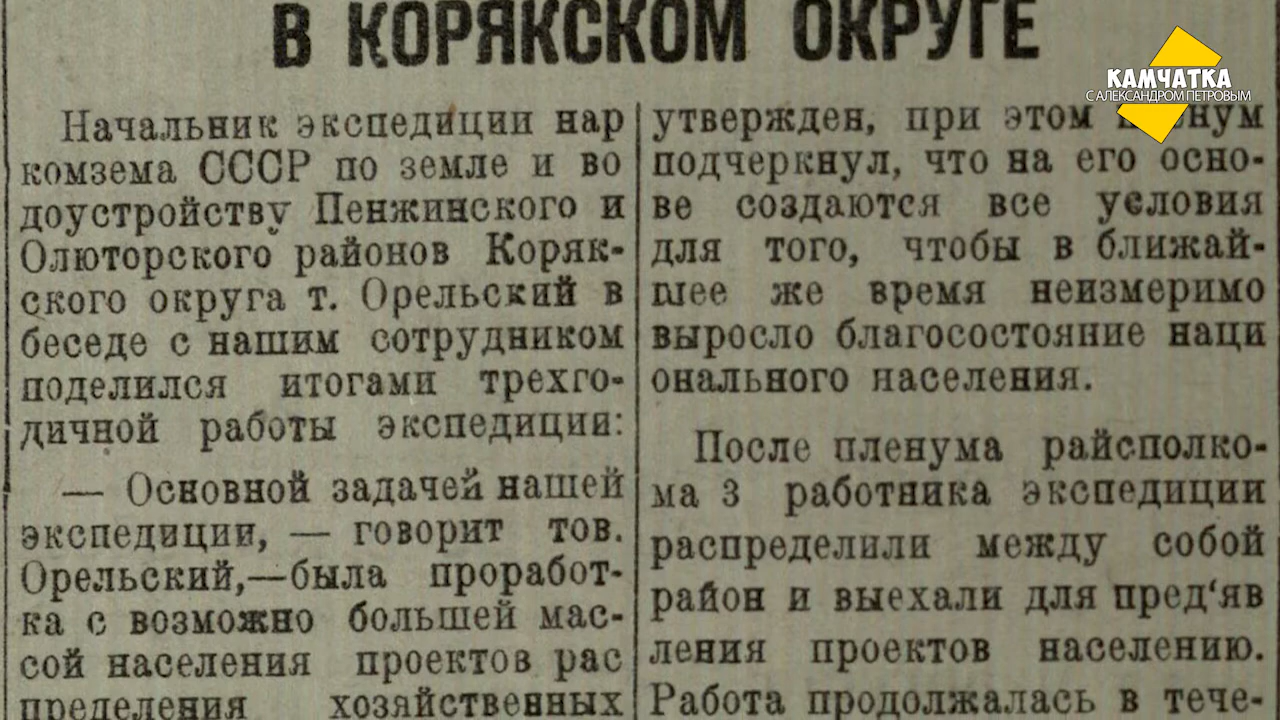 В КОРЯКСКОМ ОКРУГЕ
КАМЧАТКА
С АЛЕКСАНДРОМ ПЕТРОВЫМ
Начальник экспедиции нар
комзема СССР по земле и во
доустройству Пенжинского и
Олюторского районов Коряк-
ского округа т. Орельский в
беседе с нашим сотрудником
поделился итогами трехго-
дичной работы экспедиции:
— Основной задачей нашей
экспедиции, — говорит тов.
Орельский,—была проработ-
ка с возможно большей мас-
сой населения проектов рас
пределения хозяйственных
утвержден, при этом пленум
подчеркнул, что на его осно-
ве создаются все условия
для того, чтобы в ближай-
шее же время неизмеримо
выросло благосостояние наци
онального населения.
После пленума райсполко-
ма 3 работника экспедиции
распределили между собой
район и выехали для пред‘яв
ления проектов населению.
Работа продолжалась в тече-